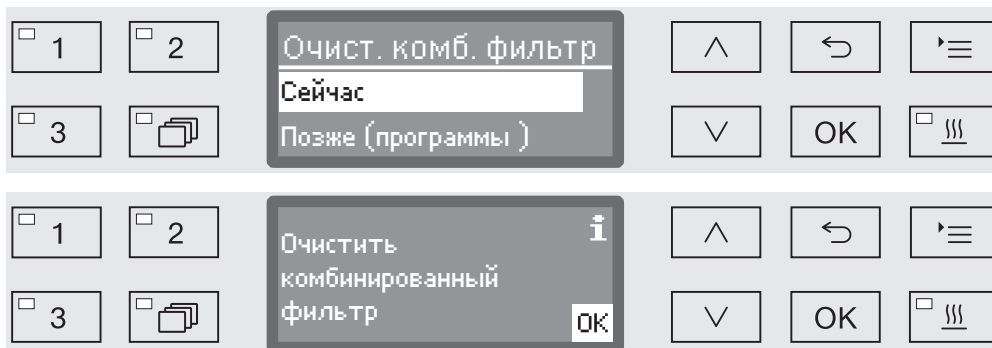 1 2 Очист. комб. фильтр
Сейчас
3 Позже (программы ) OK
1 2 Очистить
комбинированный
3 фильтр OK OK